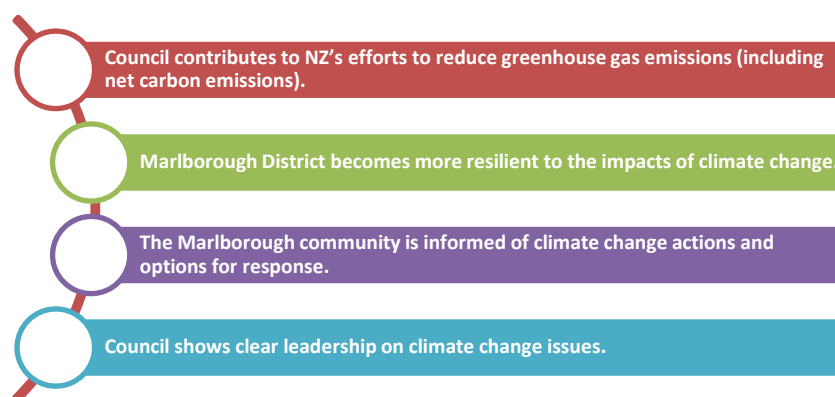 Council contributes to NZ’s efforts to reduce greenhouse gas emissions (including
net carbon emissions).
Marlborough District becomes more resilient to the impacts of climate change.
The Marlborough community is informed of climate change actions and
options for response.
Council shows clear leadership on climate change issues.